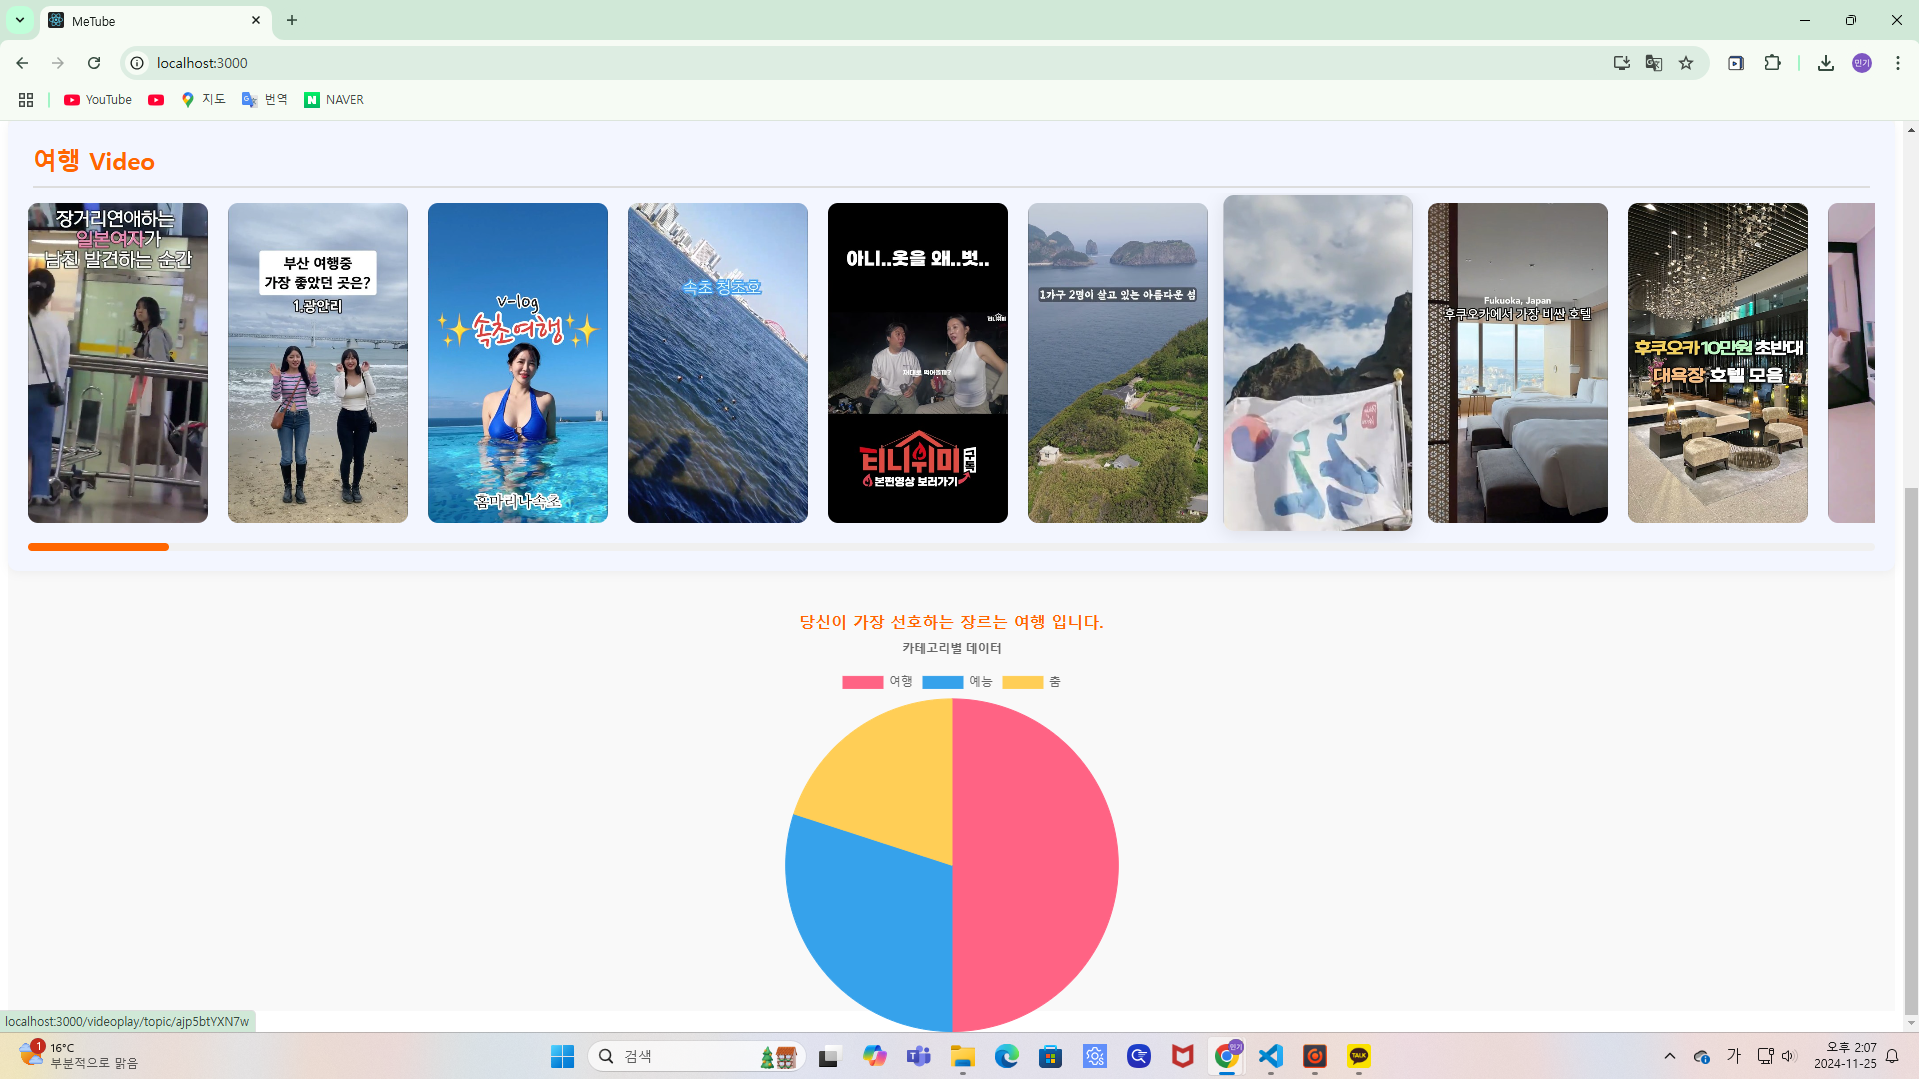 MeTube
localhost:3000
인기
YouTube
지도
번역
NAVER
여행 Video
장거리연애하는
일본여자가
남친 발견하는 순간
부산 여행중
가장 좋았던 곳은?
1.광안리
v-log
속초여행
홈마리나속초
속초 청초호
아니..옷을 왜..벗..
티니위미
구독
본편영상 보러가기
1가구 2명이 살고 있는 아름다운 섬
Fukuoka, Japan
후쿠오카에서 가장 비싼 호텔
후쿠오카 10만원 초반대
대욕장 호텔 모음
당신이 가장 선호하는 장르는 여행 입니다.
카테고리별 데이터
여행 예능 춤
localhost:3000/videoplay/topic/ajp5btYXN7w
1
16°C
부분적으로 맑음
검색
인기
TALK
가
오후 2:07
2024-11-25